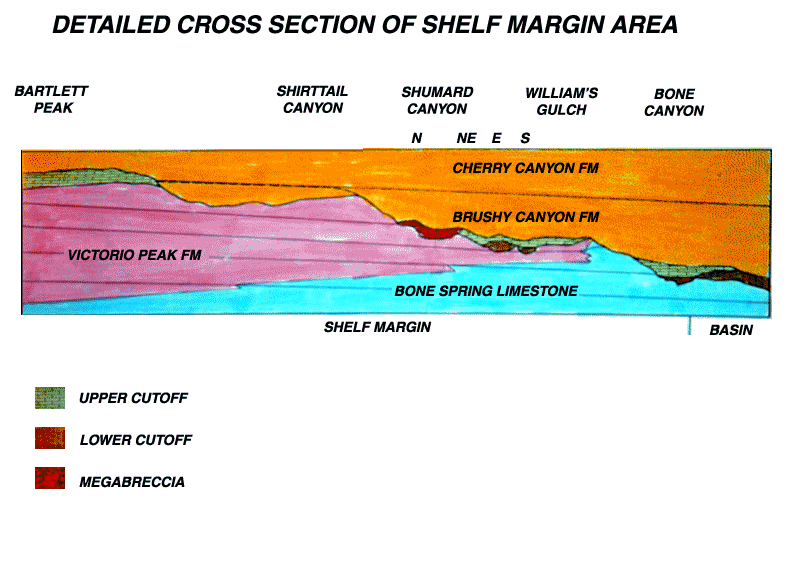 DETAILED CROSS SECTION OF SHELF MARGIN AREA
BARTLETT
PEAK
SHIRTTAIL
CANYON
SHUMARD
CANYON
WILLIAM'S
GULCH
BONE
CANYON
N NE E S
CHERRY CANYON FM
BRUSHY CANYON FM
VICTORIO PEAK FM
BONE SPRING LIMESTONE
SHELF MARGIN
BASIN
UPPER CUTOFF
LOWER CUTOFF
MEGABRECCIA